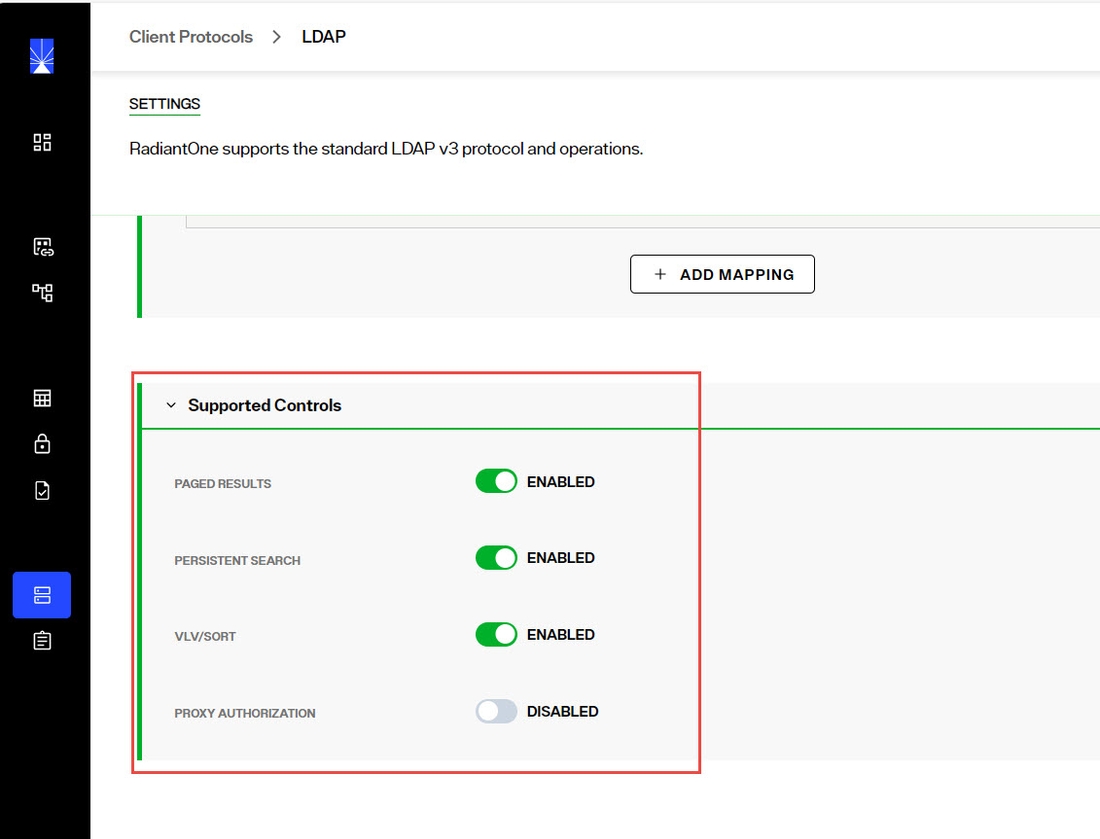 Client Protocols > LDAP
SETTINGS
RadiantOne supports the standard LDAP v3 protocol and operations.
+ ADD MAPPING
Supported Controls
PAGED RESULTS ENABLED
PERSISTENT SEARCH ENABLED
VLV/SORT ENABLED
PROXY AUTHORIZATION DISABLED